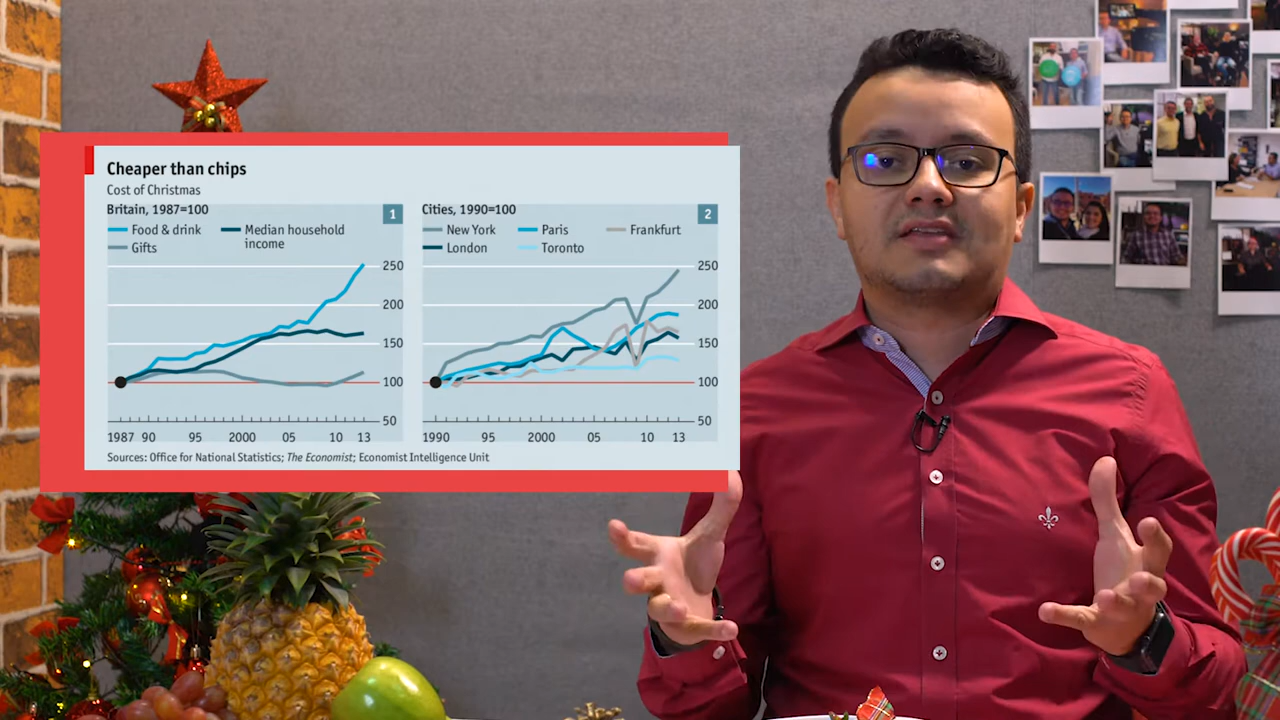 Cheaper than chips
Cost of Christmas
Britain, 1987=100
1
Food & drink
Median household income
Gifts
250
200
150
100
50
1987 90 95 2000 05 10 13
Cities, 1990=100
2
New York
Paris
Frankfurt
London
Toronto
250
200
150
100
50
1990 95 2000 05 10 13
Sources: Office for National Statistics; The Economist; Economist Intelligence Unit